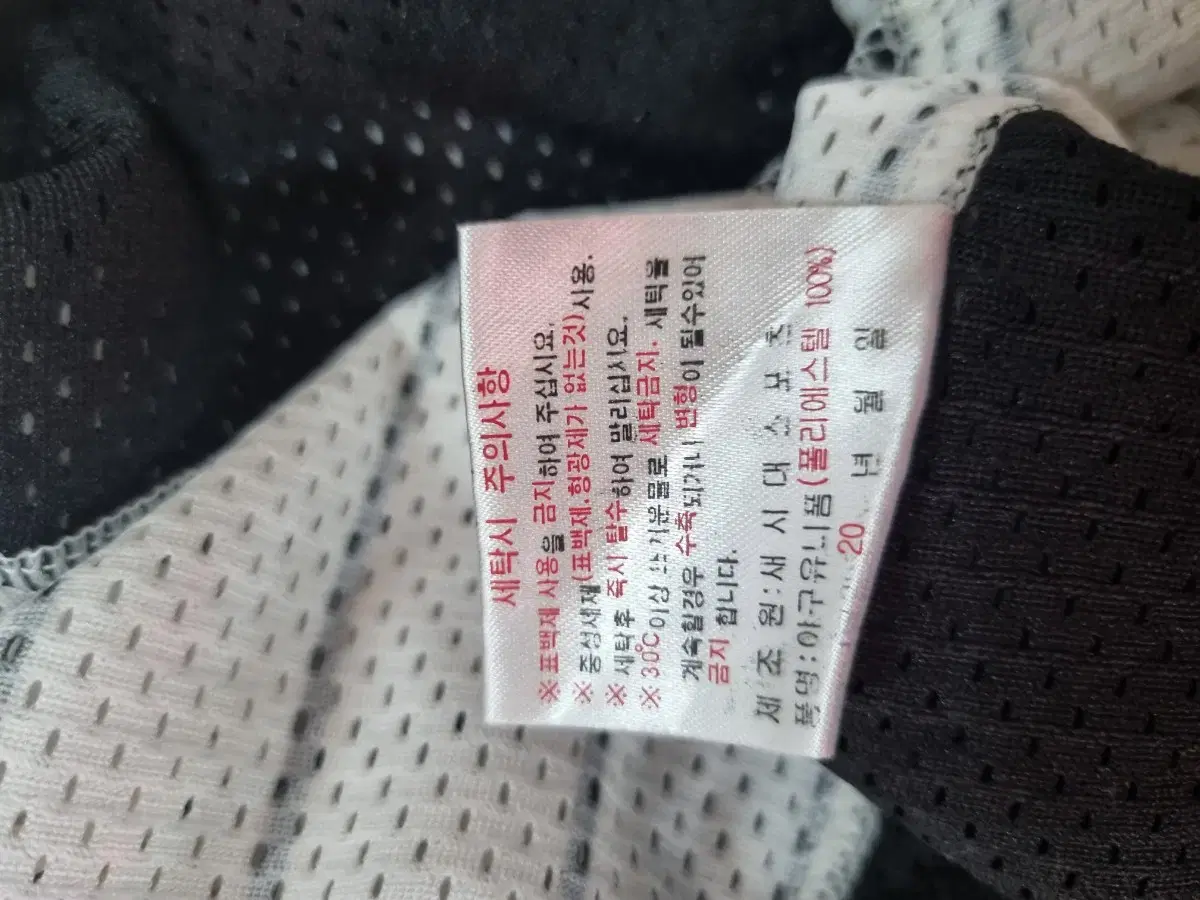 세탁시 주의사항
※표백제 사용을 금지하여 주십시요.
※중성세제(표백제.형광제가 없는것)사용.
※세탁후 즉시 탈수하여 말리십시요.
※30℃이상 뜨거운물로 세탁금지. 세탁을
계속할경우 수축되거나 변형이 될수있어
금지 합니다.
제 조 원:새 시 대 스 포 츠
품명:야구유니폼(폴리에스텔 100%)
20 년 월 일